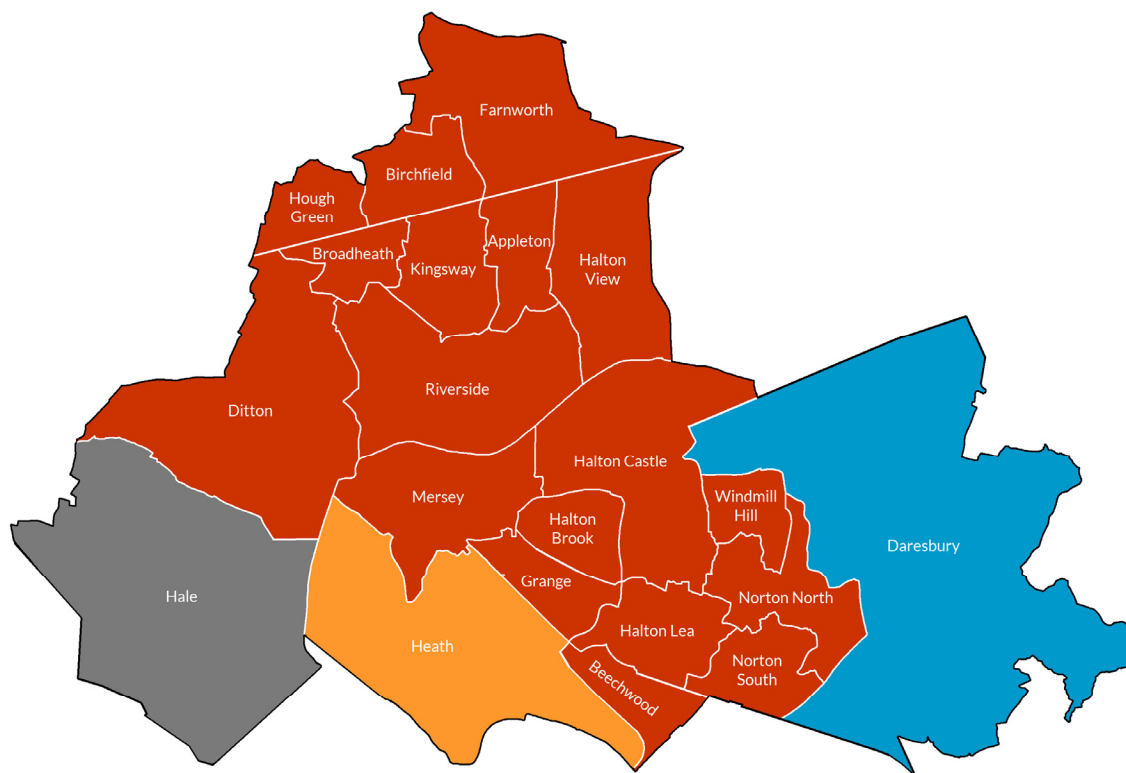 Farnworth
Birchfield
Hough
Green
Appleton
Broadheath
Kingsway
Halton
View
Riverside
Ditton
Halton Castle
Mersey
Windmill
Hill
Halton
Brook
Daresbury
Grange
Hale
Norton North
Halton Lea
Heath
Norton
South
Beechwood